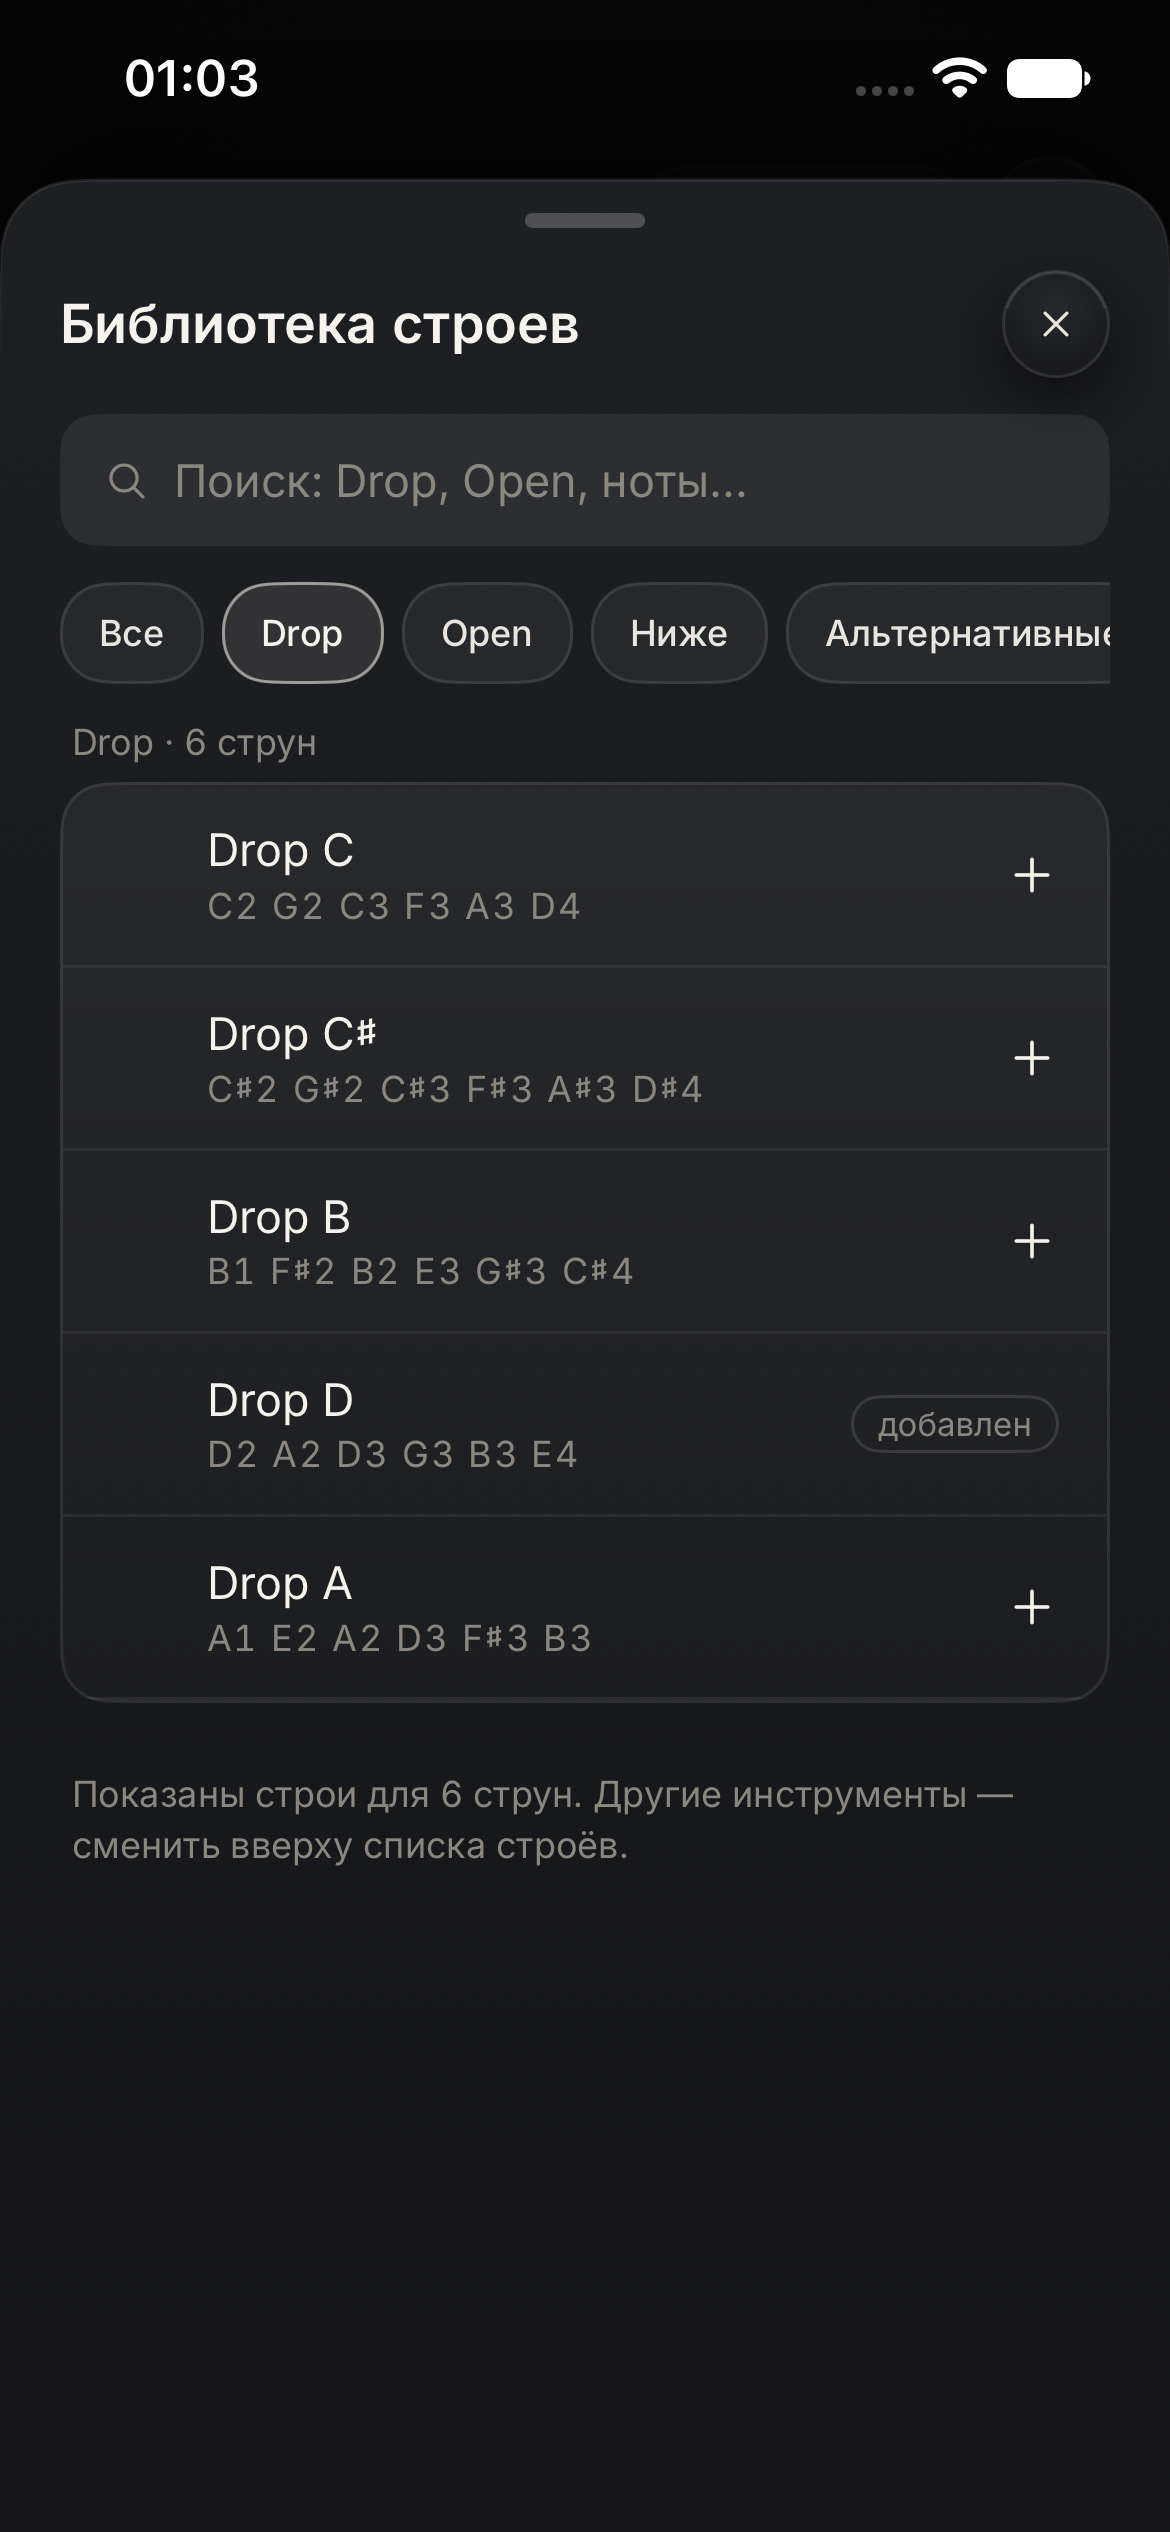 01:03
Библиотека строев
Поиск: Drop, Open, ноты...
Все Drop Open Ниже Альтернативные
Drop · 6 струн
Drop C
C2 G2 C3 F3 A3 D4
Drop C♯
C♯2 G♯2 C♯3 F♯3 A♯3 D♯4
Drop B
B1 F♯2 B2 E3 G♯3 C♯4
Drop D
D2 A2 D3 G3 B3 E4
добавлен
Drop A
A1 E2 A2 D3 F♯3 B3
Показаны строи для 6 струн. Другие инструменты —
сменить вверху списка строёв.